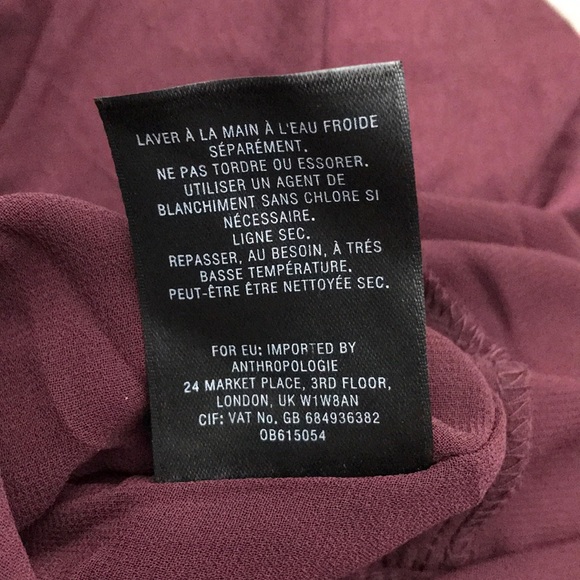 LAVER À LA MAIN À L'EAU FROIDE
SÉPARÉMENT.
NE PAS TORDRE OU ESSORER.
UTILISER UN AGENT DE
BLANCHIMENT SANS CHLORE SI
NÉCESSAIRE.
LIGNE SEC.
REPASSER, AU BESOIN, À TRÉS
BASSE TEMPÉRATURE.
PEUT-ÊTRE ÊTRE NETTOYÉE SEC.
FOR EU: IMPORTED BY
ANTHROPOLOGIE
24 MARKET PLACE, 3RD FLOOR,
LONDON, UK W1W8AN
CIF: VAT No. GB 684936382
OB615054